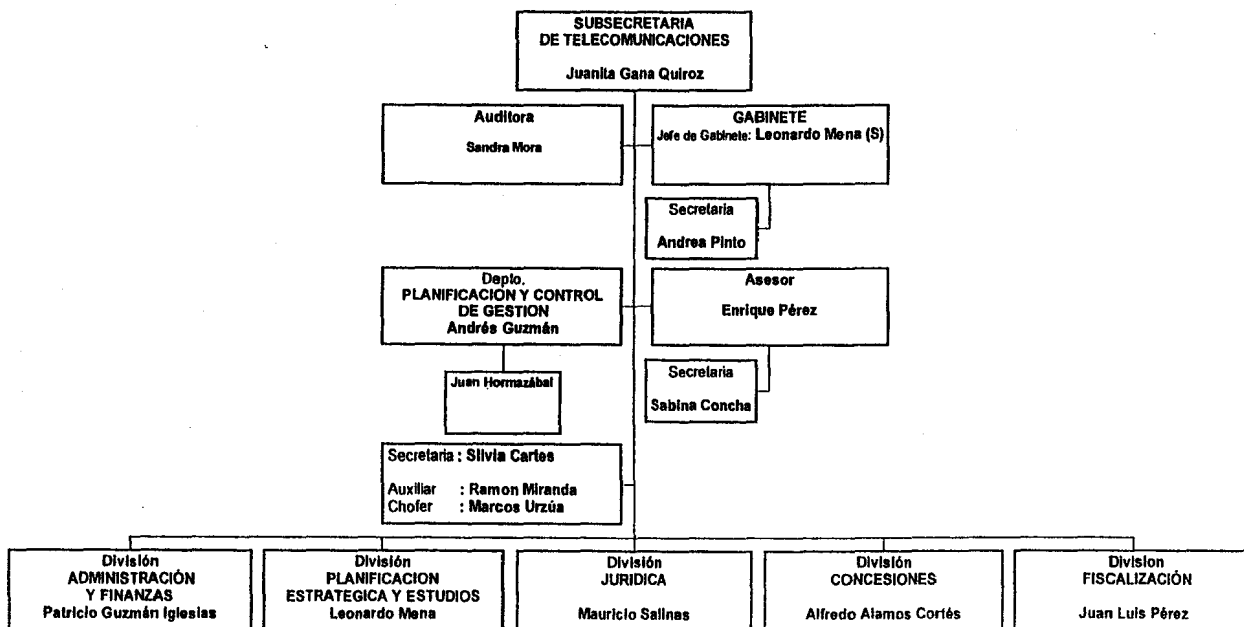 SUBSECRETARIA
DE TELECOMUNICACIONES
Juanita Gana Quiroz
Auditora
Sandra Mora
GABINETE
Jefe de Gabinete: Leonardo Mena (S)
Secretaria
Andrea Pinto
Depto.
PLANIFICACION Y CONTROL
DE GESTION
Andrés Guzmán
Asesor
Enrique Pérez
Juan Hormazábal
Secretaria
Sabina Concha
Secretaria : Silvia Cartes
Auxiliar : Ramon Miranda
Chofer : Marcos Urzúa
División
ADMINISTRACIÓN
Y FINANZAS
Patricio Guzmán Iglesias
División
PLANIFICACION
ESTRATEGICA Y ESTUDIOS
Leonardo Mena
División
JURIDICA
Mauricio Salinas
División
CONCESIONES
Alfredo Alamos Cortés
Division
FISCALIZACIÓN
Juan Luis Pérez